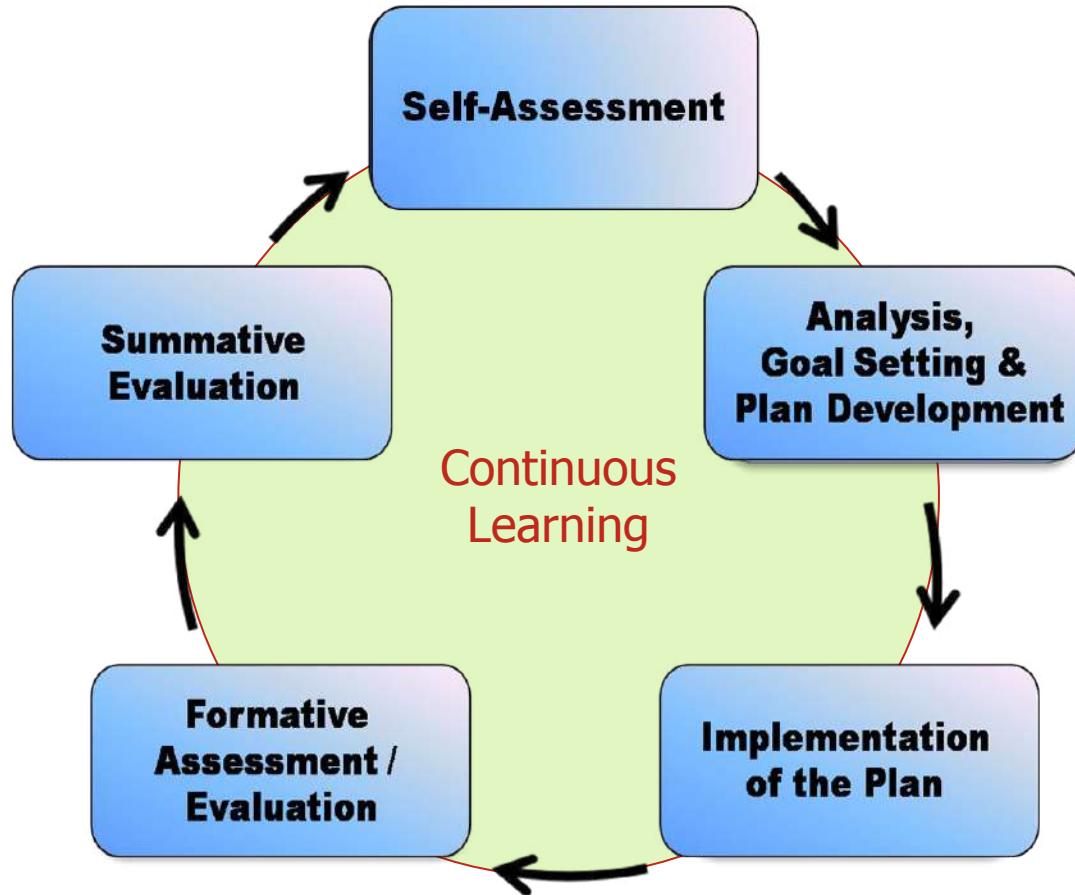 Self-Assessment
Analysis,
Goal Setting &
Plan Development
Implementation
of the Plan
Formative
Assessment /
Evaluation
Summative
Evaluation
Continuous
Learning